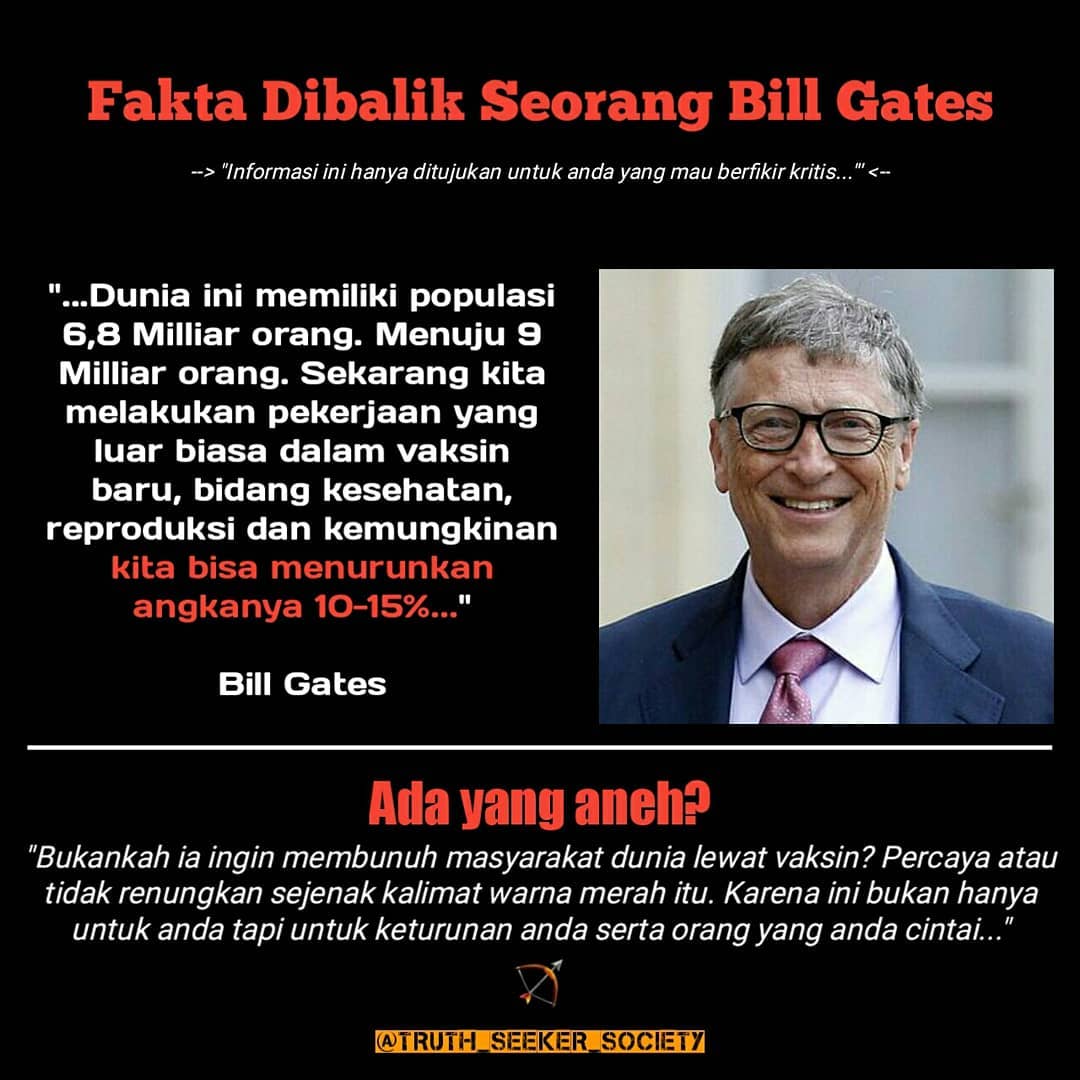 Fakta Dibalik Seorang Bill Gates
--> "Informasi ini hanya ditujukan untuk anda yang mau berfikir kritis..."' <--
"...Dunia ini memiliki populasi
6,8 Milliar orang. Menuju 9
Milliar orang. Sekarang kita
melakukan pekerjaan yang
luar biasa dalam vaksin
baru, bidang kesehatan,
reproduksi dan kemungkinan
kita bisa menurunkan
angkanya 10-15%..."
Bill Gates
Ada yang aneh?
"Bukankah ia ingin membunuh masyarakat dunia lewat vaksin? Percaya atau
tidak renungkan sejenak kalimat warna merah itu. Karena ini bukan hanya
untuk anda tapi untuk keturunan anda serta orang yang anda cintai..."
@TRUTH_SEEKER_SOCIETY